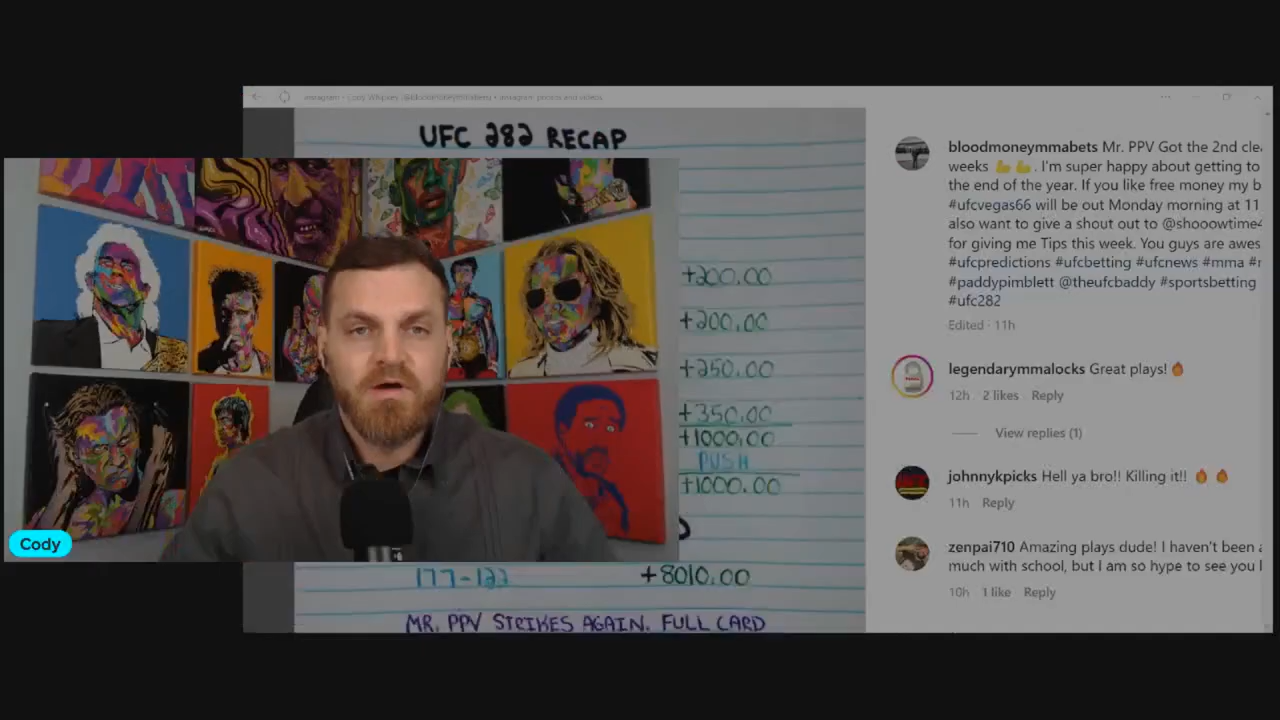 UFC 282 RECAP
+200.00
+200.00
+250.00
+350.00
+1000.00
PUSH
+1000.00
177-122
+8010.00
MR. PPV STRIKES AGAIN. FULL CARD
Cody
bloodmoneymmabets Mr. PPV Got the 2nd cle
weeks 💪 💪. I'm super happy about getting to
the end of the year. If you like free money my b
#ufcvegas66 will be out Monday morning at 11
also want to give a shout out to @shooowtime
for giving me Tips this week. You guys are awes
#ufcpredictions #ufcbetting #ufcnews #mma #
#paddypimblett @theufcbaddy #sportsbetting
#ufc282
Edited · 11h
legendarymmalocks Great plays!🔥
12h 2 likes Reply
View replies (1)
johnnykpicks Hell ya bro!! Killing it!! 🔥 🔥
11h Reply
zenpai710 Amazing plays dude! I haven't been
much with school, but I am so hype to see you
10h 1 like Reply